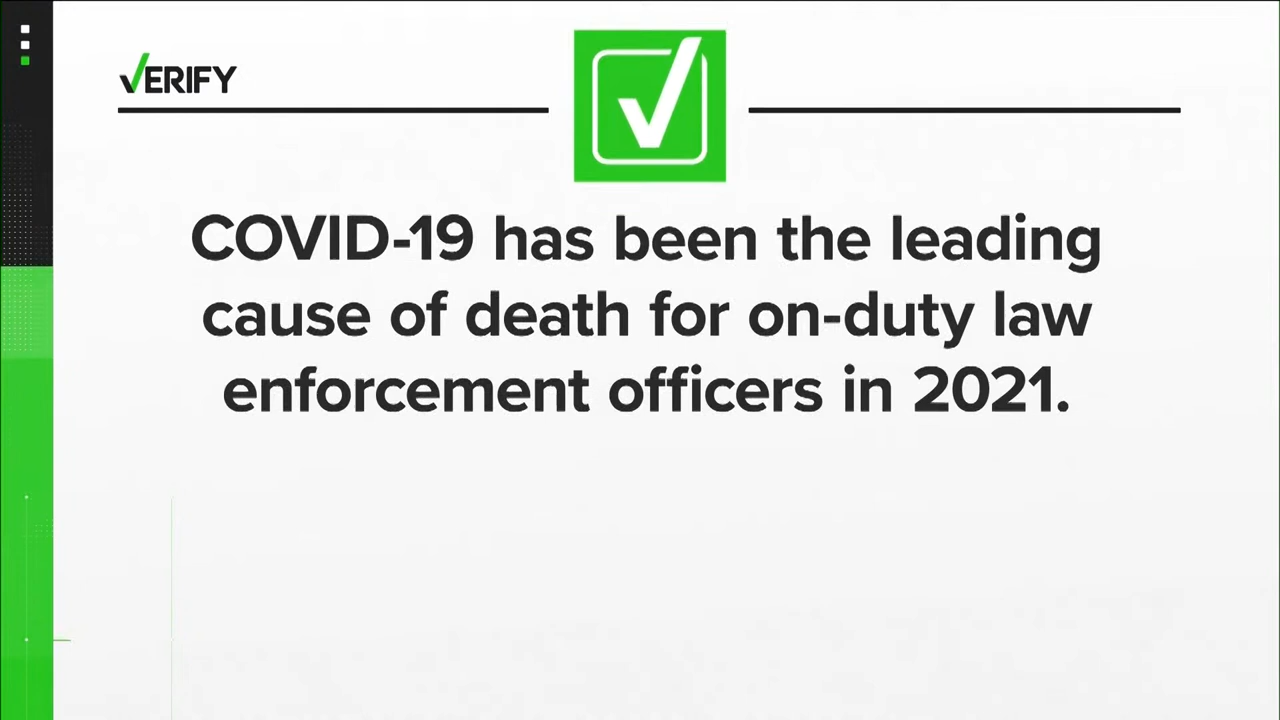 VERIFY
COVID-19 has been the leading
cause of death for on-duty law
enforcement officers in 2021.